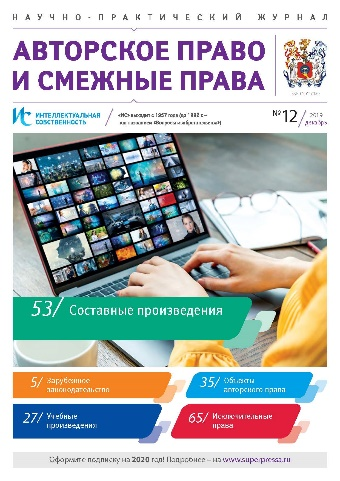 НАУЧНО-ПРАКТИЧЕСКИЙ ЖУРНАЛ
АВТОРСКОЕ ПРАВО
И СМЕЖНЫЕ ПРАВА
ИС ИНТЕЛЛЕКТУАЛЬНАЯ
СОБСТВЕННОСТЬ
«ИС» выходит с 1957 года (до 1992 г. –
№12/ 2019
декабрь
53/ Составные произведения
5/ Зарубежное
законодательство
35/ Объекты
авторского права
27/ Учебные
произведения
65/ Исключительные
права
Оформите подписку на 2020 год! Подробнее – на www.superpressa.ru